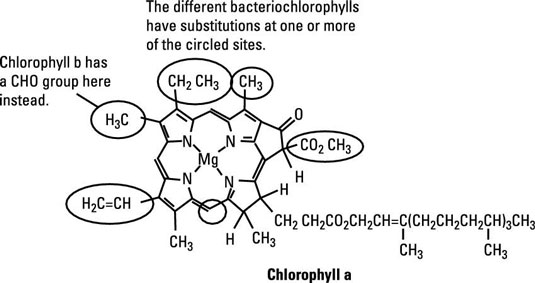 The different bacteriochlorophylls
have substitutions at one or more
of the circled sites.
Chlorophyll b has
a CHO group here
instead.
CH2 CH3
CH3
H3C
O
N
N
Mg
CO2 CH3
N
N
H
H
H2C=CH
CH3
H
CH3
CH2 CH2CO2CH2CH=C(CH2CH2CH2CH)3CH3
CH3
CH3
Chlorophyll a